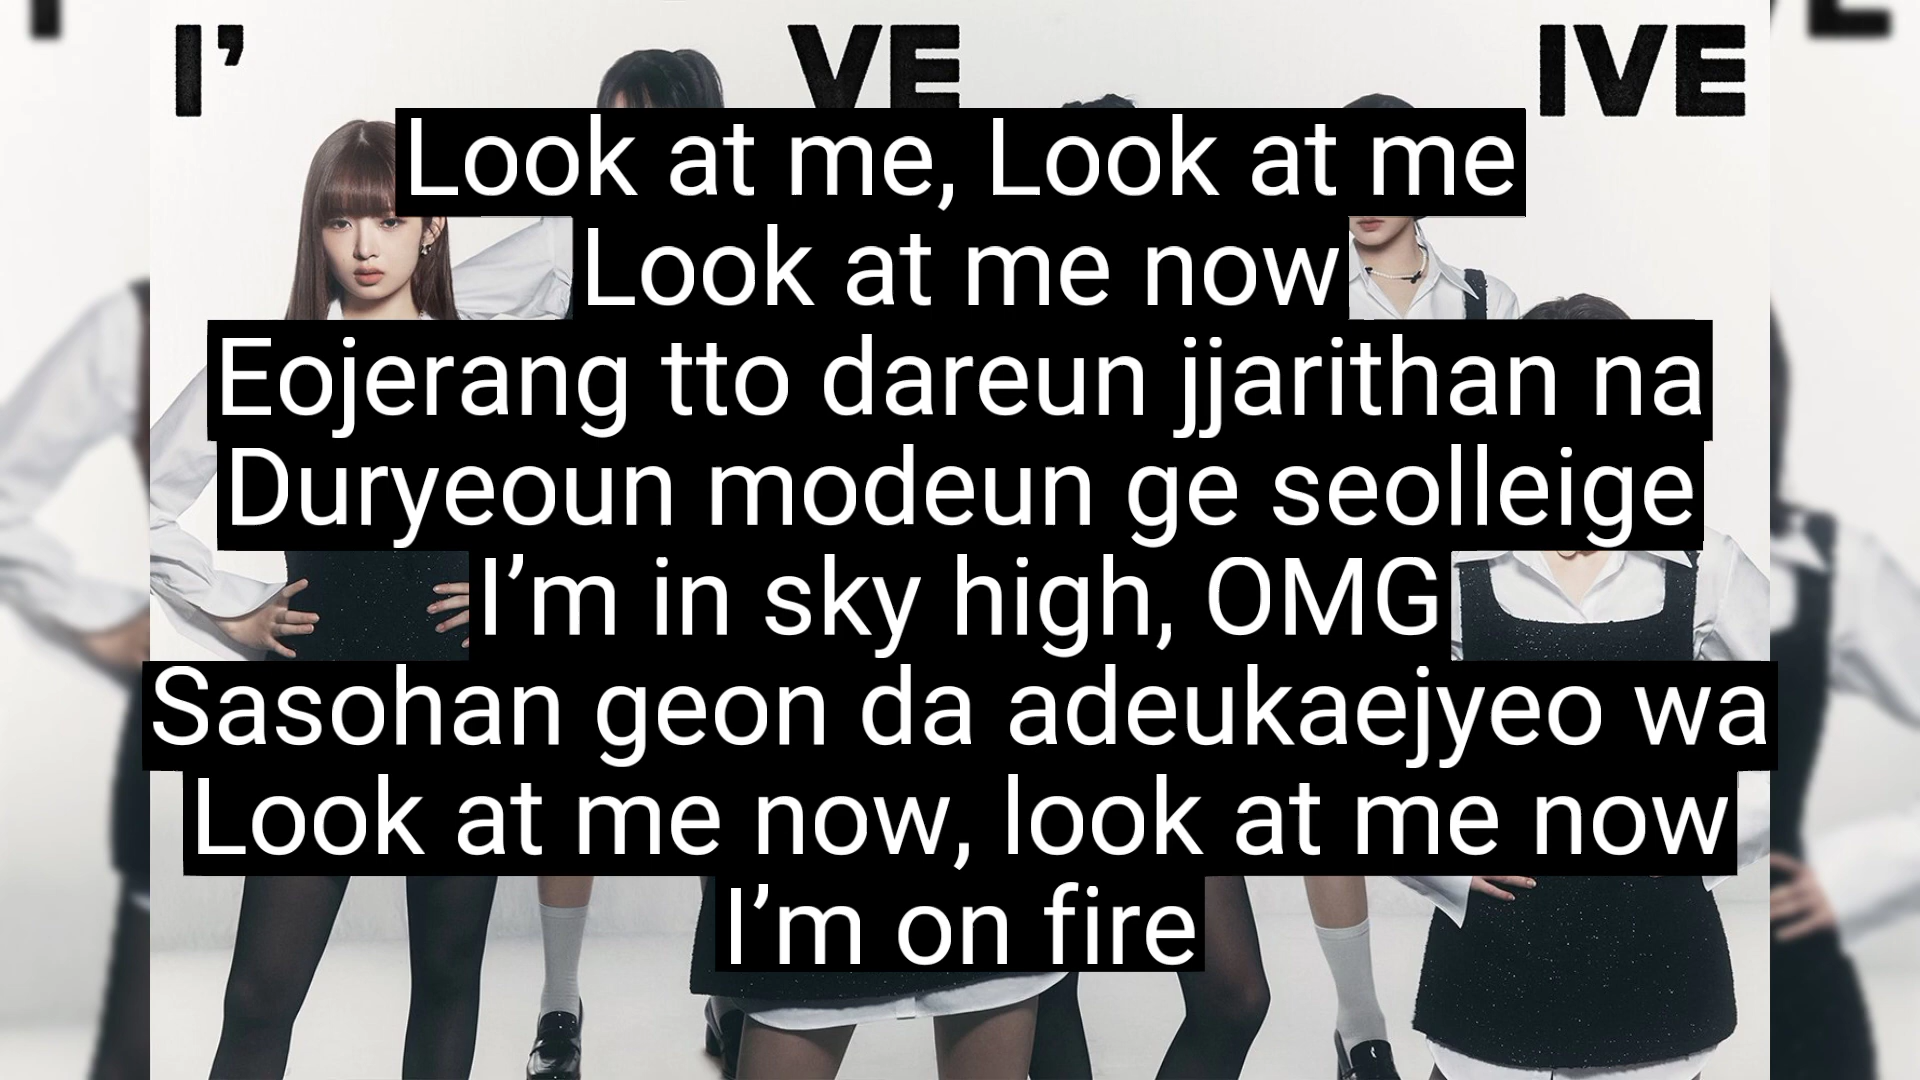 I’ VE IVE
Look at me, Look at me
Look at me now
Eojerang tto dareun jjarithan na
Duryeoun modeun ge seolleige
I’m in sky high, OMG
Sasohan geon da adeukaejyeo wa
Look at me now, look at me now
I’m on fire